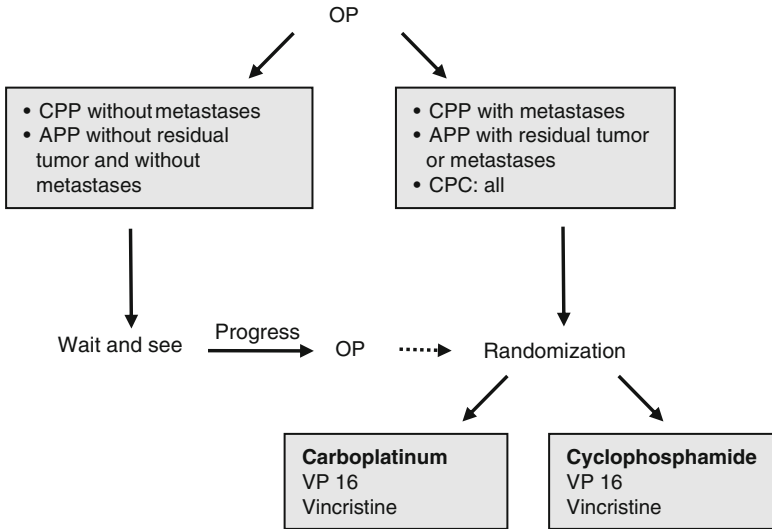 OP
• CPP without metastases
• APP without residual
tumor and without
metastases
• CPP with metastases
• APP with residual tumor
or metastases
• CPC: all
Wait and see
Progress
OP
Randomization
Carboplatinum
VP 16
Vincristine
Cyclophosphamide
VP 16
Vincristine